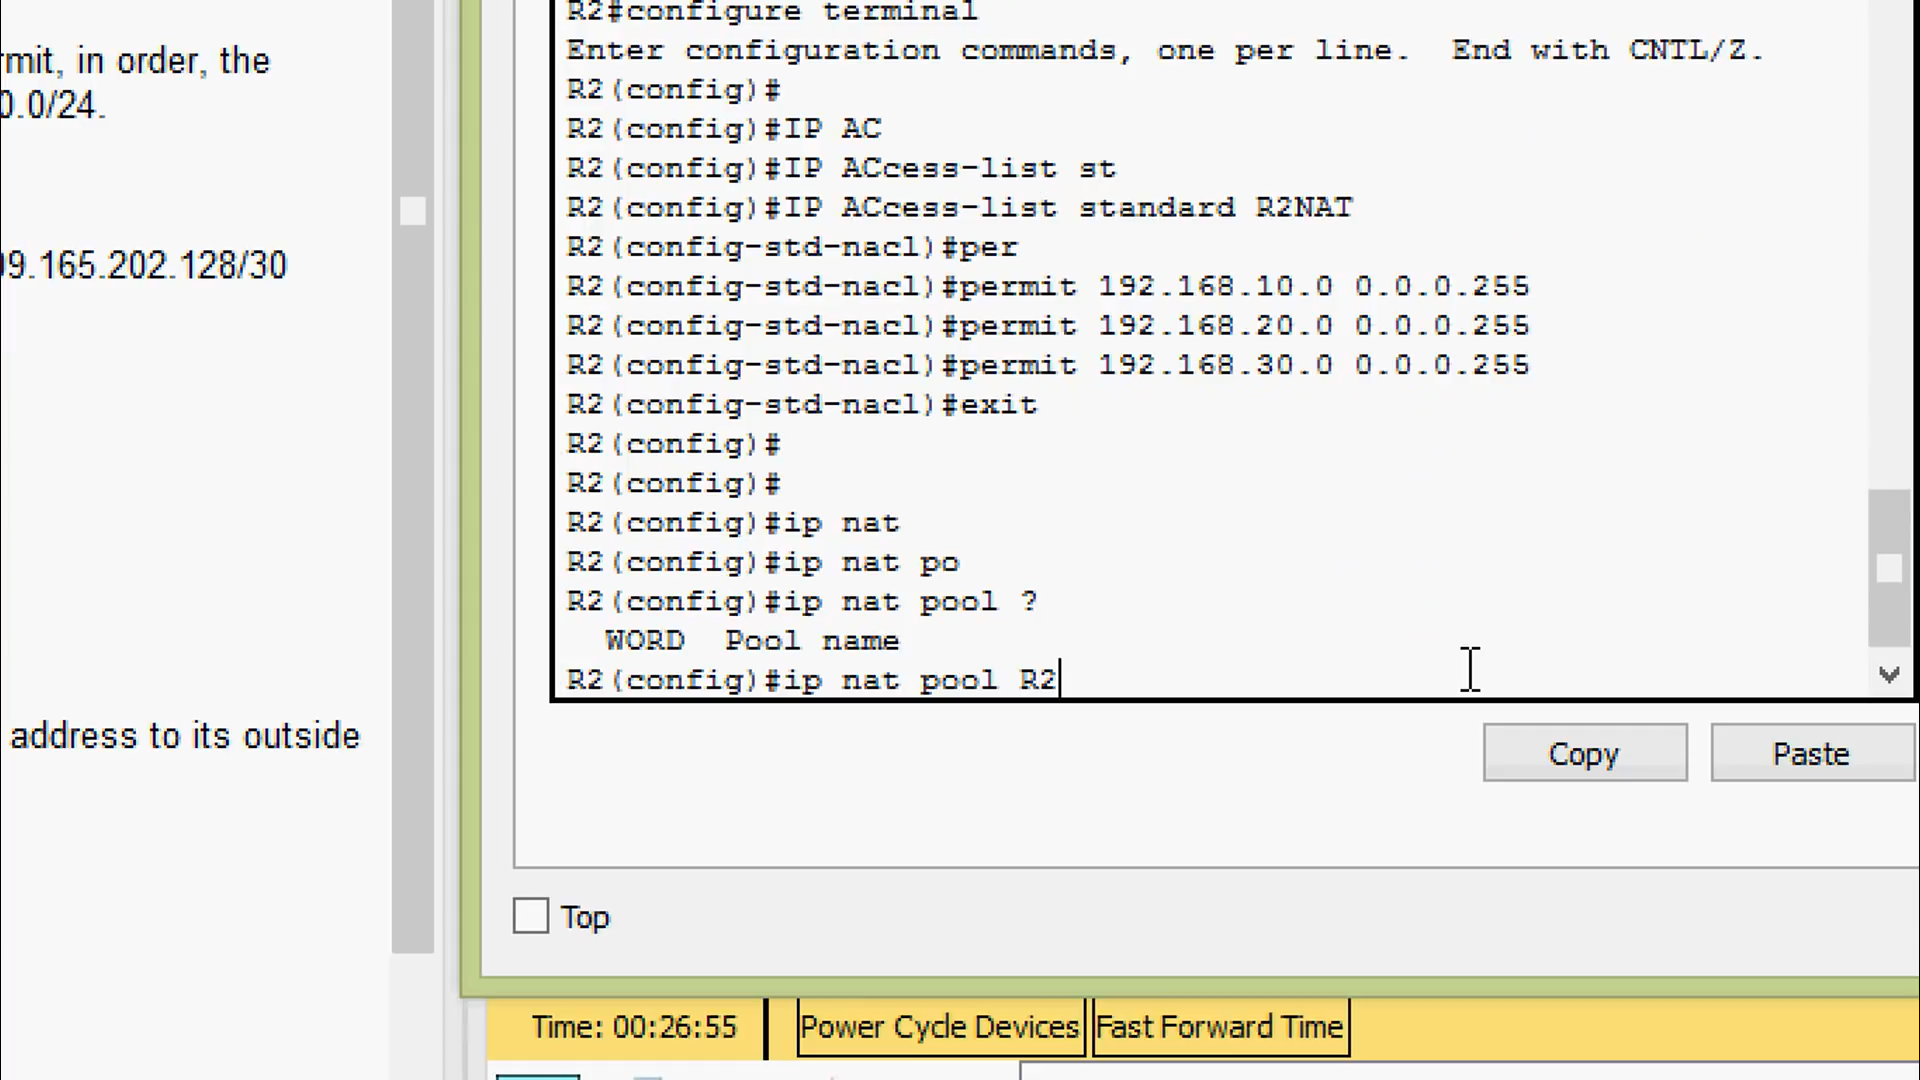 R2#configure terminal
rmit, in order, the
Enter configuration commands, one per line.  End with CNTL/Z.
R2(config)#
0.0/24.
R2(config)#IP AC
R2(config)#IP ACcess-list st
R2(config)#IP ACcess-list standard R2NAT
R2(config-std-nacl)#per
09.165.202.128/30
R2(config-std-nacl)#permit 192.168.10.0 0.0.0.255
R2(config-std-nacl)#permit 192.168.20.0 0.0.0.255
R2(config-std-nacl)#permit 192.168.30.0 0.0.0.255
R2(config-std-nacl)#exit
R2(config)#
R2(config)#
R2(config)#ip nat
R2(config)#ip nat po
R2(config)#ip nat pool ?
WORD  Pool name
R2(config)#ip nat pool R2
address to its outside
Copy
Paste
Top
Time: 00:26:55
Power Cycle Devices
Fast Forward Time